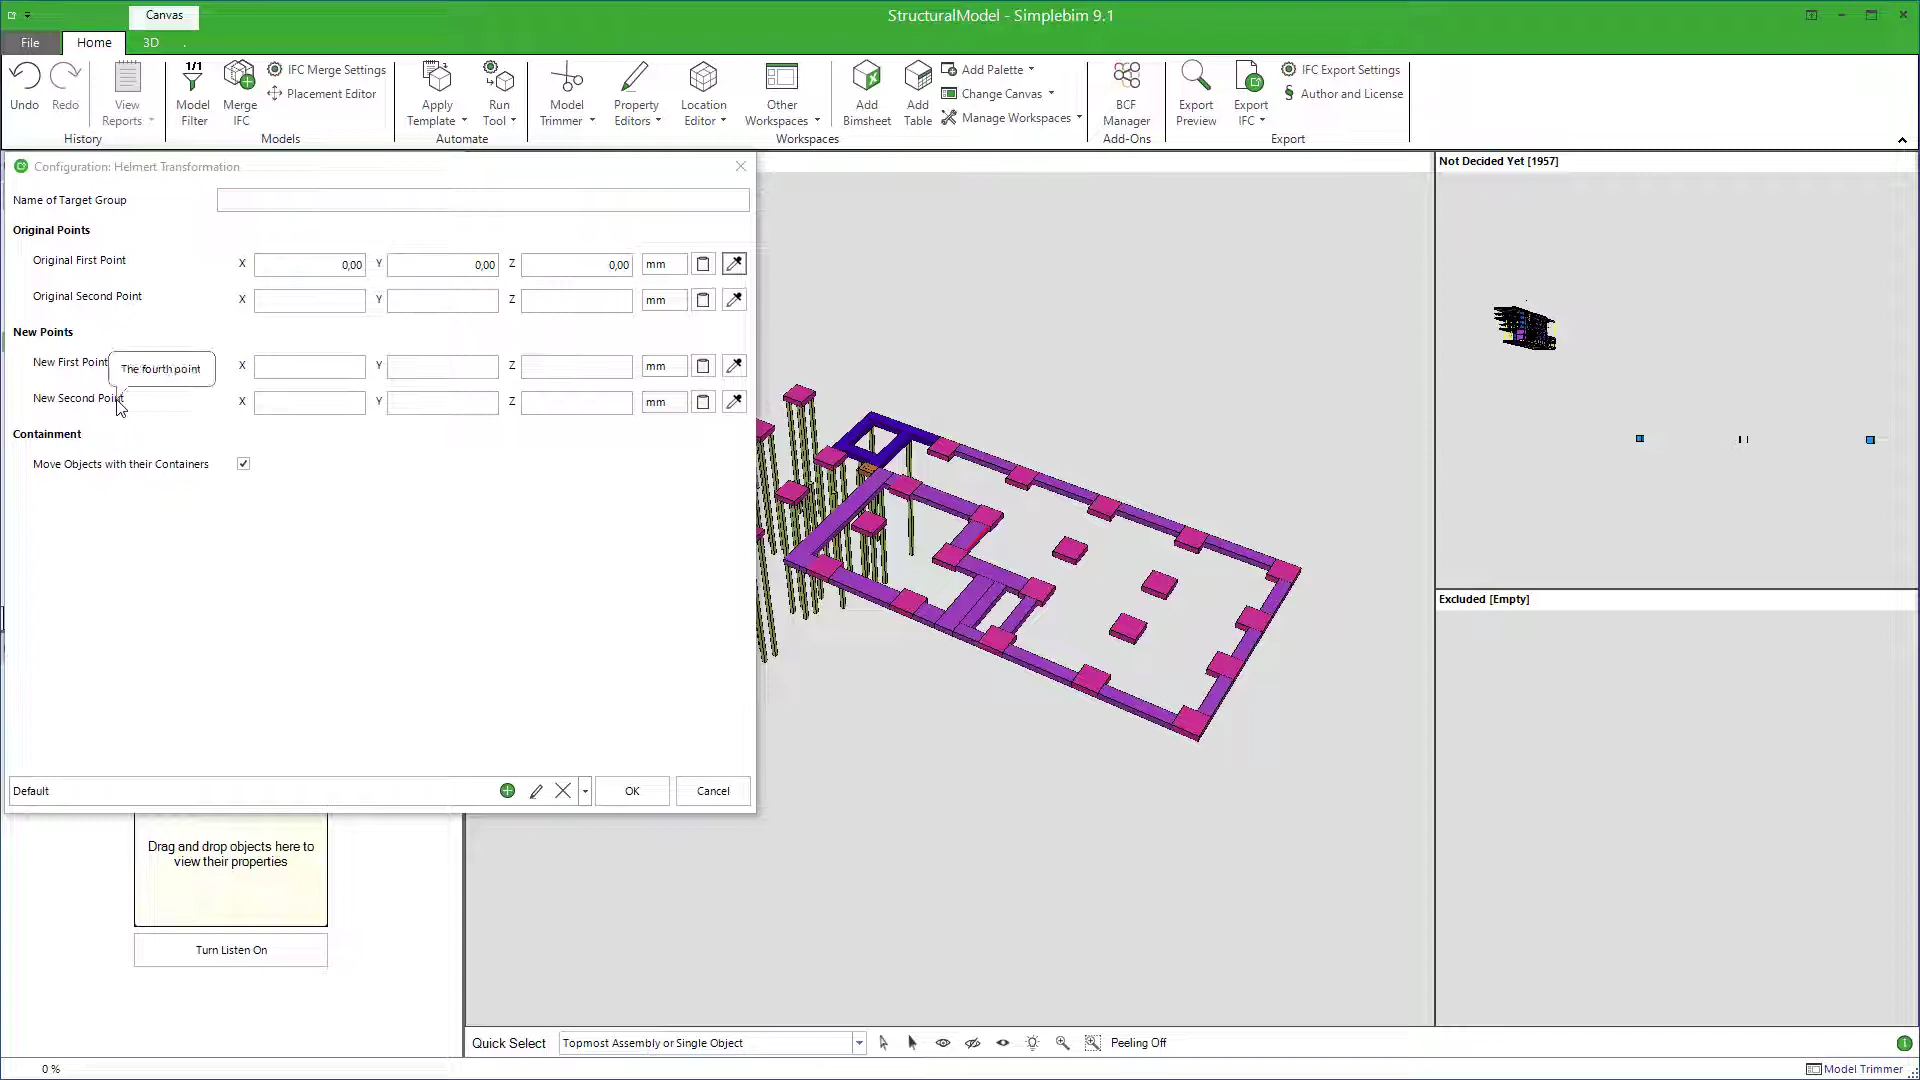 Canvas
StructuralModel - Simplebim 9.1
File
Home
3D
Undo
Redo
View Reports
History
1/1
Model Filter
Merge IFC
IFC Merge Settings
Placement Editor
Models
Apply Template
Run Tool
Automate
Model Trimmer
Property Editors
Location Editor
Other Workspaces
Add Bimsheet
Add Table
Add Palette
Change Canvas
Manage Workspaces
Workspaces
BCF Manager
Add-Ons
Export Preview
Export IFC
IFC Export Settings
Author and License
Export
Configuration: Helmert Transformation
Name of Target Group
Original Points
Original First Point X 0,00 Y 0,00 Z 0,00 mm
Original Second Point X Y Z mm
New Points
New First Point X Y Z mm
The fourth point
New Second Point X Y Z mm
Containment
Move Objects with their Containers
Default
OK
Cancel
Drag and drop objects here to
view their properties
Turn Listen On
Not Decided Yet [1957]
Excluded [Empty]
Quick Select
Topmost Assembly or Single Object
Peeling Off
0 %
Model Trimmer